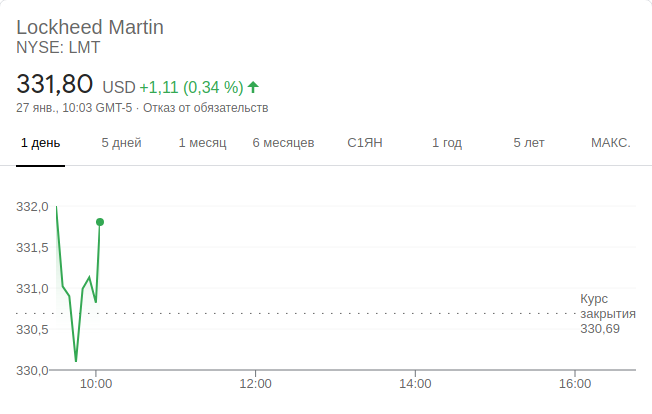 Lockheed Martin
NYSE: LMT
331,80 USD +1,11 (0,34 %)
27 янв., 10:03 GMT-5 · Отказ от обязательств
1 день 5 дней 1 месяц 6 месяцев С1ЯН 1 год 5 лет МАКС.
332,0
331,5
331,0
330,5
330,0
Курс
закрытия
330,69
10:00 12:00 14:00 16:00